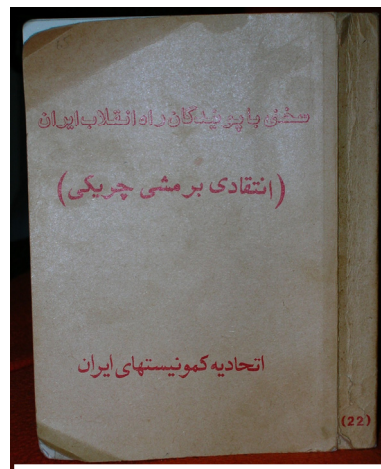 سخنی با پویندگان راه انقلاب ایران
(انتقادی بر مشی چریکی)
اتحادیه کمونیستهای ایران
(22)